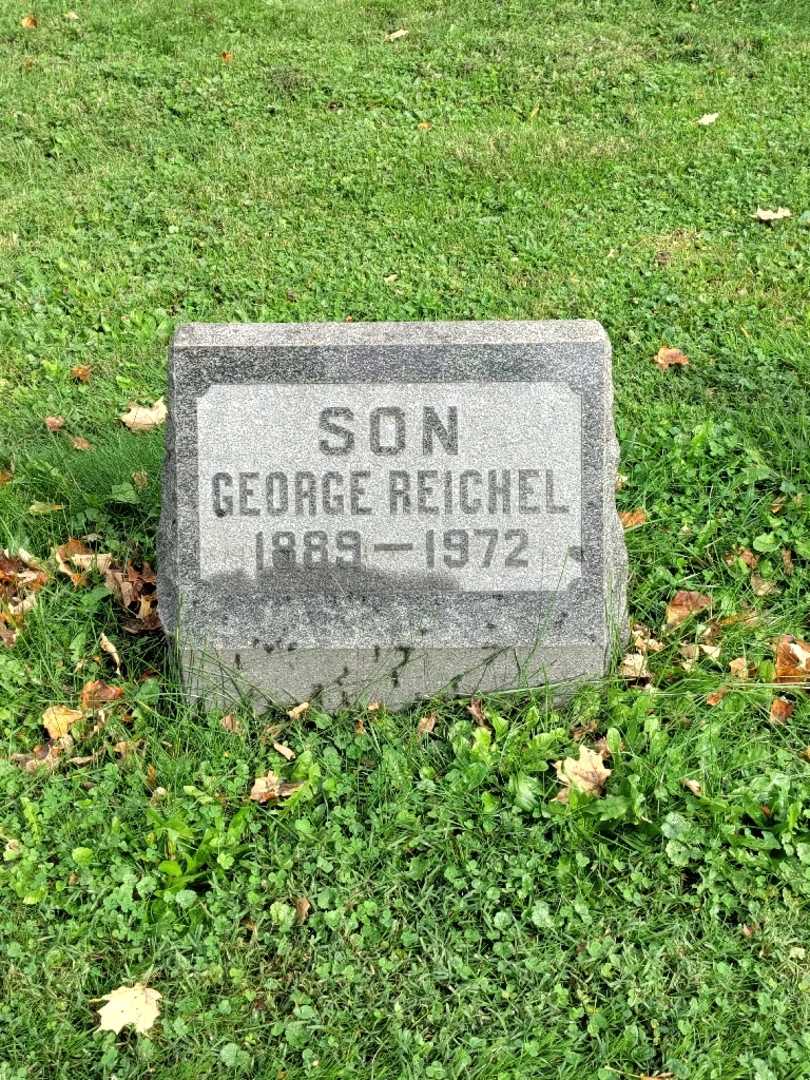 SON
GEORGE REICHEL
1889—1972